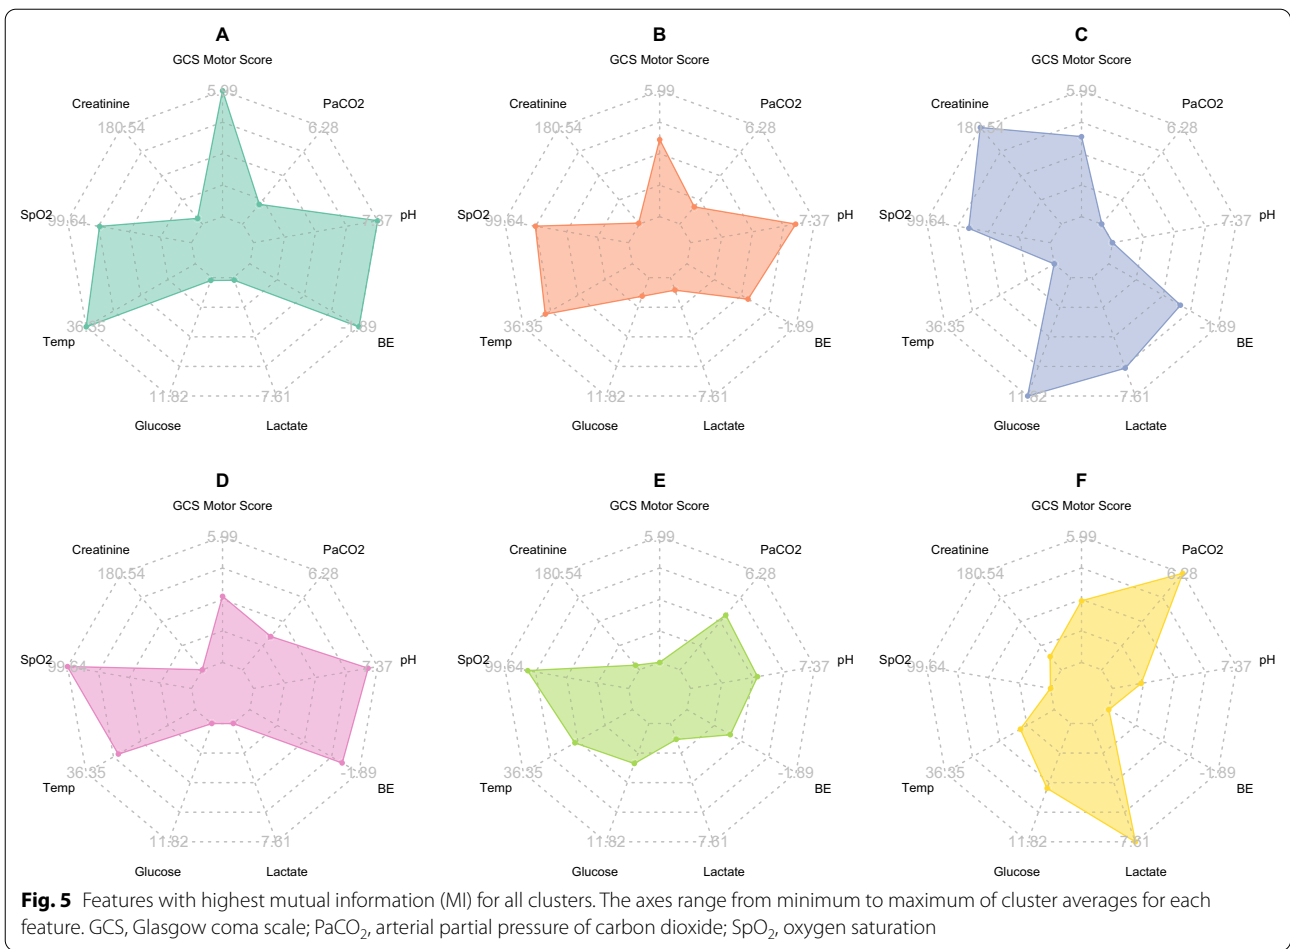 A
GCS Motor Score
5.99
PaCO2
6.28
pH
7.37
BE
-1.89
Lactate
7.61
Glucose
11.82
Temp
36.35
SpO2
99.64
Creatinine
180.54
B
GCS Motor Score
5.99
PaCO2
6.28
pH
7.37
BE
-1.89
Lactate
7.61
Glucose
11.82
Temp
36.35
SpO2
99.64
Creatinine
180.54
C
GCS Motor Score
5.99
PaCO2
6.28
pH
7.37
BE
-1.89
Lactate
7.61
Glucose
11.82
Temp
36.35
SpO2
99.64
Creatinine
180.54
D
GCS Motor Score
5.99
PaCO2
6.28
pH
7.37
BE
-1.89
Lactate
7.61
Glucose
11.82
Temp
36.35
SpO2
99.64
Creatinine
180.54
E
GCS Motor Score
5.99
PaCO2
6.28
pH
7.37
BE
-1.89
Lactate
7.61
Glucose
11.82
Temp
36.35
SpO2
99.64
Creatinine
180.54
F
GCS Motor Score
5.99
PaCO2
6.28
pH
7.37
BE
-1.89
Lactate
7.61
Glucose
11.82
Temp
36.35
SpO2
99.64
Creatinine
180.54
Fig. 5 Features with highest mutual information (MI) for all clusters. The axes range from minimum to maximum of cluster averages for each
feature. GCS, Glasgow coma scale; PaCO₂, arterial partial pressure of carbon dioxide; SpO₂, oxygen saturation